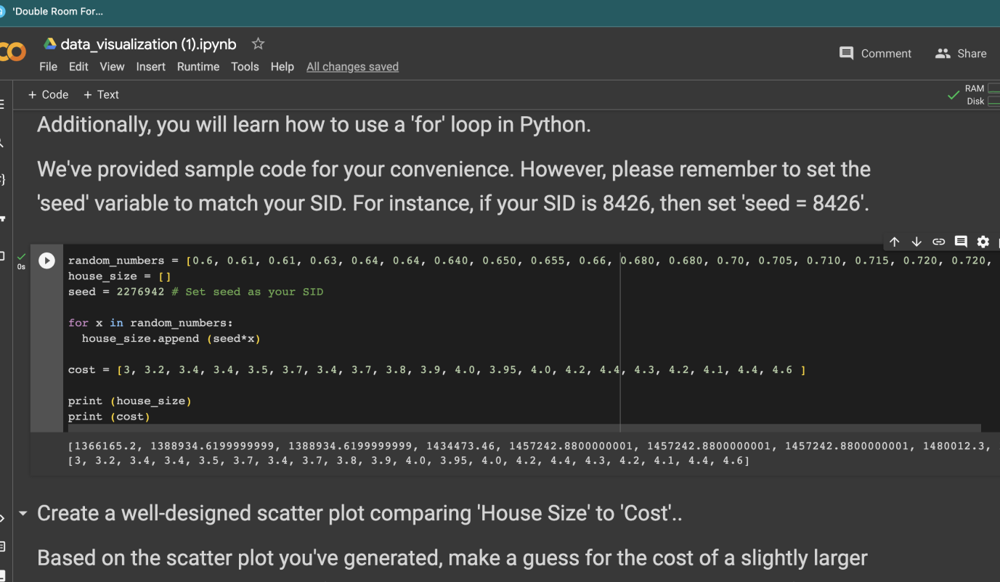 'Double Room For...
data_visualization (1).ipynb
Comment
Share
File Edit View Insert Runtime Tools Help All changes saved
+ Code + Text
RAM
Disk
Additionally, you will learn how to use a 'for' loop in Python.
We've provided sample code for your convenience. However, please remember to set the
'seed' variable to match your SID. For instance, if your SID is 8426, then set 'seed = 8426'.
0s
random_numbers = [0.6, 0.61, 0.61, 0.63, 0.64, 0.64, 0.640, 0.650, 0.655, 0.66, 0.680, 0.680, 0.70, 0.705, 0.710, 0.715, 0.720, 0.720,
house_size = []
seed = 2276942 # Set seed as your SID
for x in random_numbers:
house_size.append (seed*x)
cost = [3, 3.2, 3.4, 3.4, 3.5, 3.7, 3.4, 3.7, 3.8, 3.9, 4.0, 3.95, 4.0, 4.2, 4.4, 4.3, 4.2, 4.1, 4.4, 4.6 ]
print (house_size)
print (cost)
[1366165.2, 1388934.6199999999, 1388934.6199999999, 1434473.46, 1457242.8800000001, 1457242.8800000001, 1457242.8800000001, 1480012.3,
[3, 3.2, 3.4, 3.4, 3.5, 3.7, 3.4, 3.7, 3.8, 3.9, 4.0, 3.95, 4.0, 4.2, 4.4, 4.3, 4.2, 4.1, 4.4, 4.6]
Create a well-designed scatter plot comparing 'House Size' to 'Cost'..
Based on the scatter plot you've generated, make a guess for the cost of a slightly larger